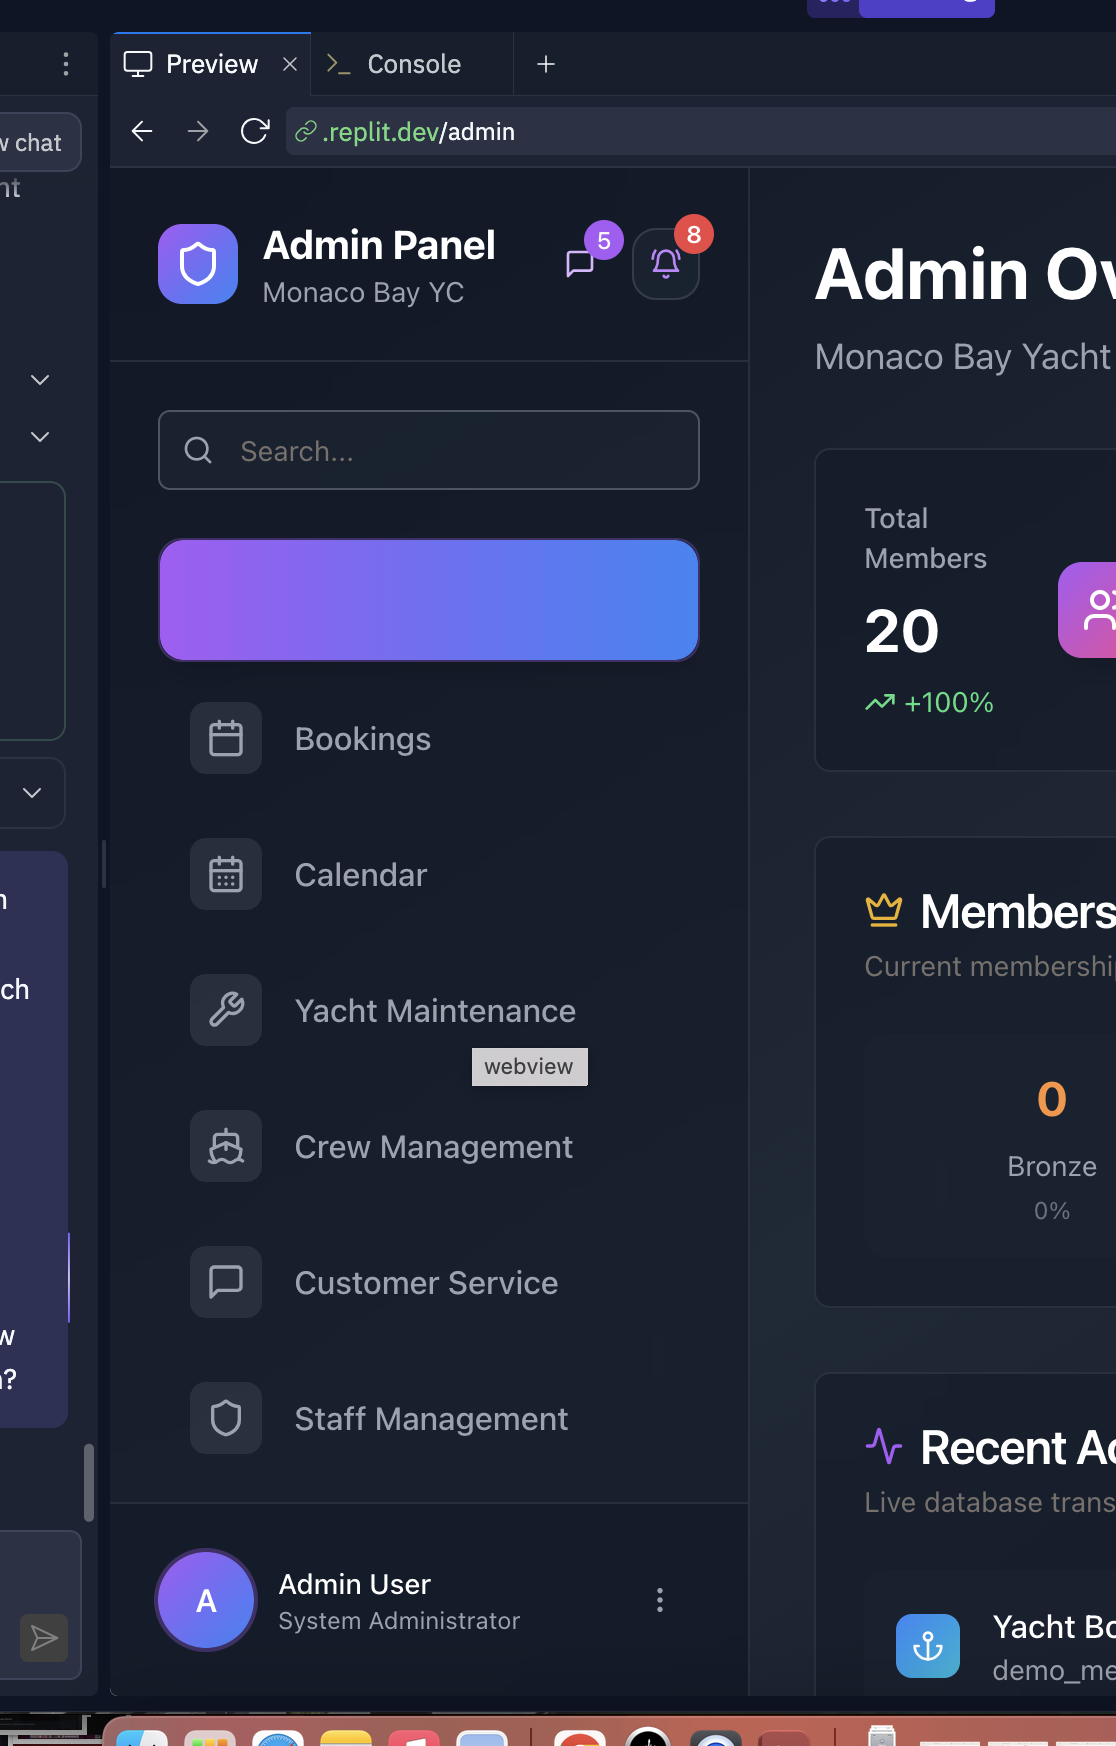 Preview
Console
.replit.dev/admin
w chat
nt
Admin Panel
Monaco Bay YC
5
8
Search...
Bookings
Calendar
Yacht Maintenance
webview
Crew Management
Customer Service
Staff Management
A
Admin User
System Administrator
Admin Ov
Monaco Bay Yacht
Total
Members
20
+100%
Members
Current membership
0
Bronze
0%
Recent Ac
Live database trans
Yacht Bo
demo_me
ch
w
?